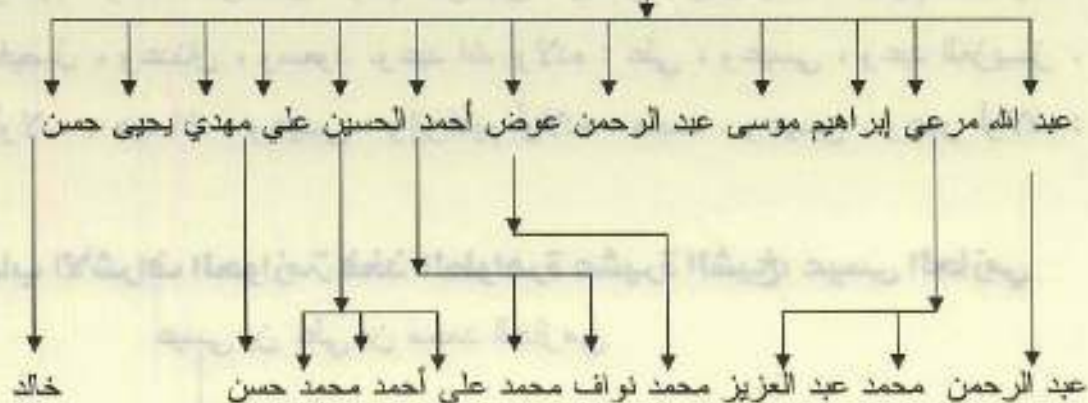 عبد الله مرعي إبراهيم موسى عبد الرحمن عوض أحمد الحسين علي مهدي يحيى حسن
عبد الرحمن محمد عبد العزيز محمد نواف محمد علي أحمد محمد حسن خالد